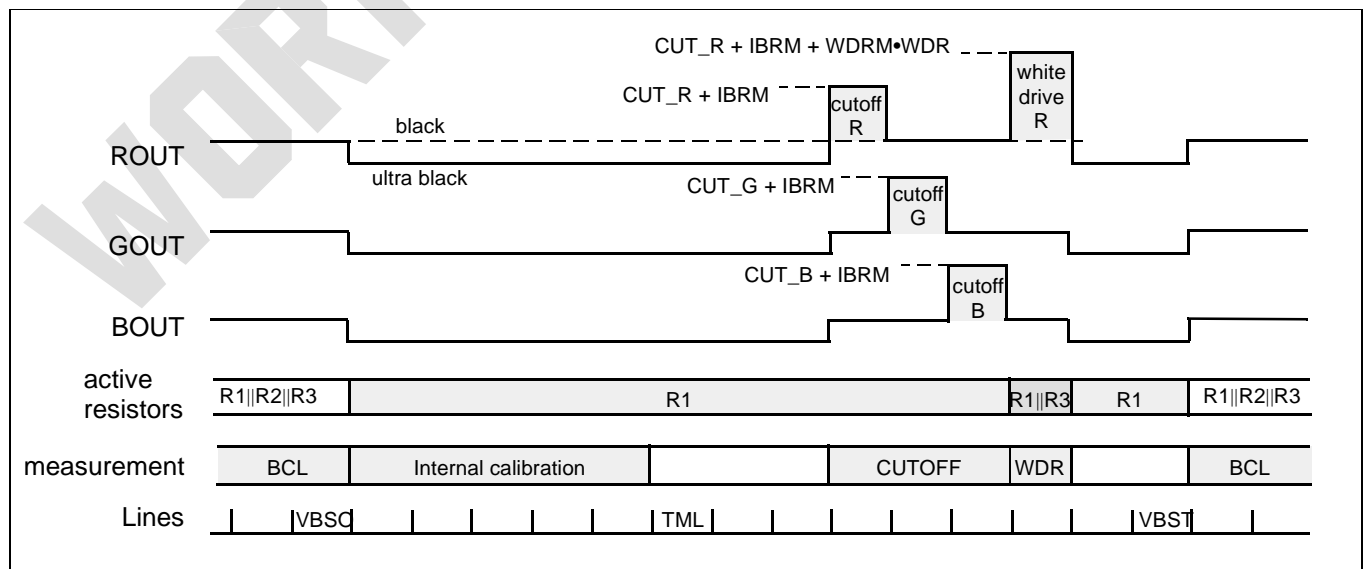 WOR
CUT_R + IBRM + WDRM•WDR
white
drive
R
CUT_R + IBRM
cutoff
R
black
ROUT
ultra black
CUT_G + IBRM
cutoff
G
GOUT
CUT_B + IBRM
cutoff
B
BOUT
active
resistors
R1||R2||R3
R1
R1||R3
R1
R1||R2||R3
measurement
BCL
Internal calibration
CUTOFF
WDR
BCL
Lines
VBSO
TML
VBST